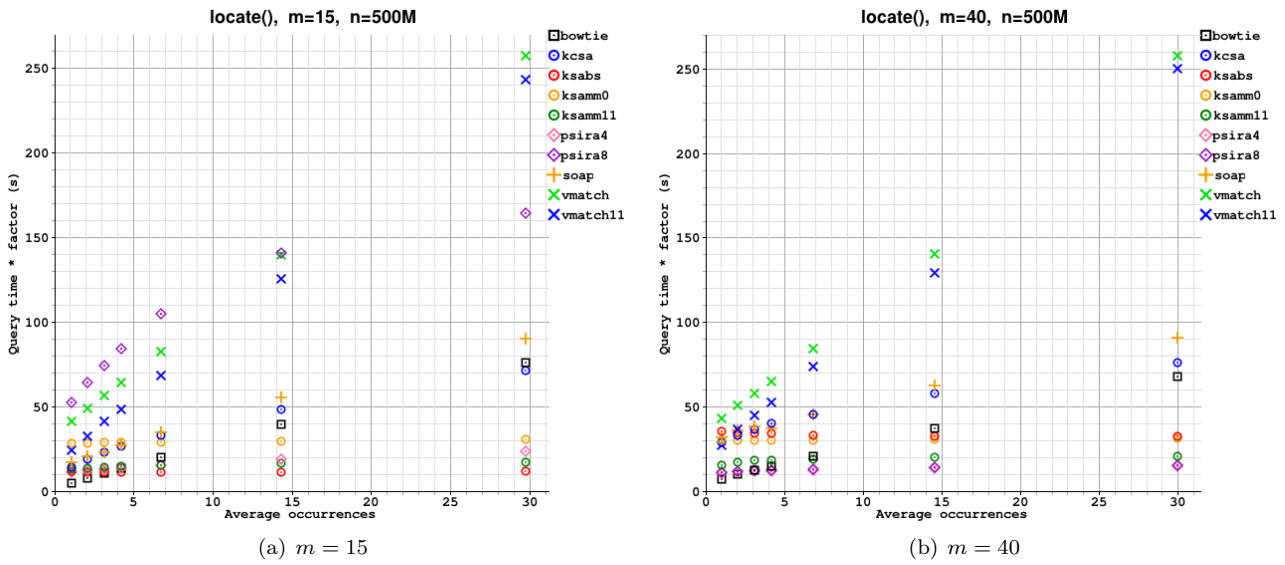 locate(), m=15, n=500M
Query time * factor (s)
250
200
150
100
50
0
0 5 10 15 20 25 30
Average occurrences
bowtie
kcsa
ksabs
ksamm0
ksamm11
psira4
psira8
soap
vmatch
vmatch11
(a) m = 15
locate(), m=40, n=500M
Query time * factor (s)
250
200
150
100
50
0
0 5 10 15 20 25 30
Average occurrences
bowtie
kcsa
ksabs
ksamm0
ksamm11
psira4
psira8
soap
vmatch
vmatch11
(b) m = 40